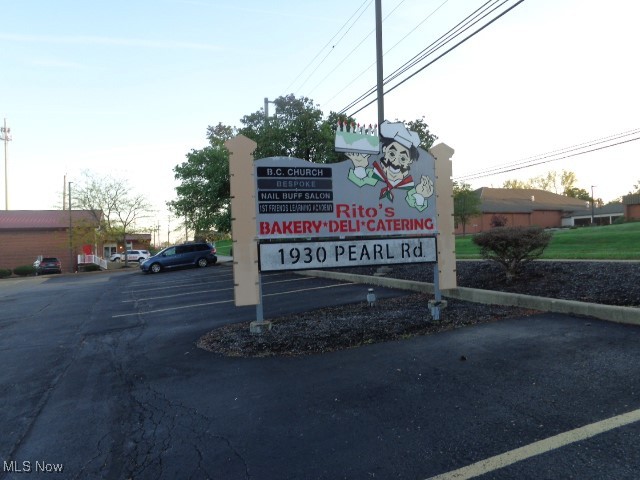 B.C. CHURCH
BESPOKE
NAIL BUFF SALON
1ST FRIENDS LEARNING ACADEMY
Rito's
BAKERY•DELI•CATERING
1930 PEARL Rd
MLS Now